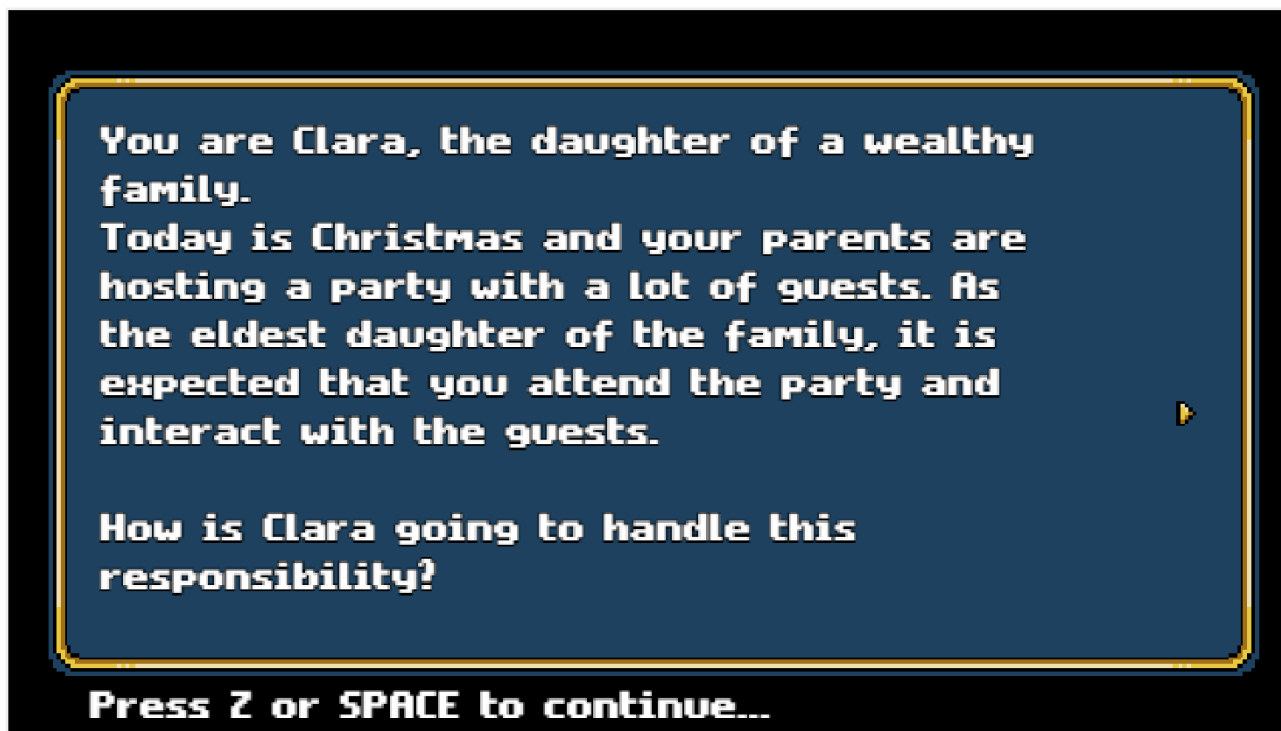 You are Clara, the daughter of a wealthy
family.
Today is Christmas and your parents are
hosting a party with a lot of guests. As
the eldest daughter of the family, it is
expected that you attend the party and
interact with the guests.
How is Clara going to handle this
responsibility?
Press Z or SPACE to continue...